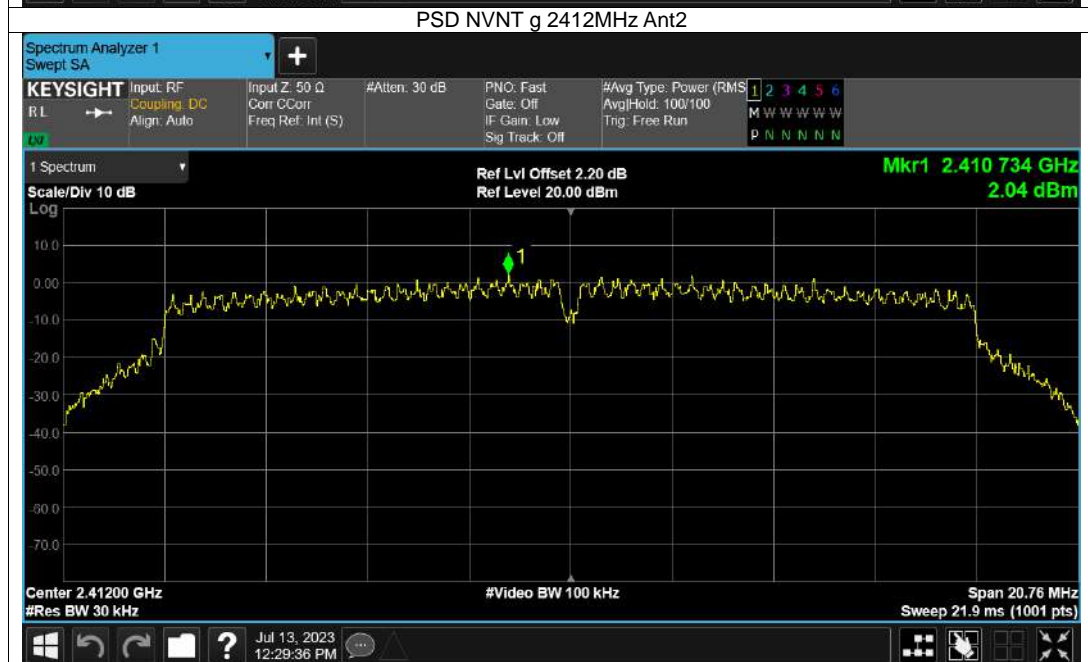 PSD NVNT g 2412MHz Ant2
Spectrum Analyzer 1
Swept SA
+
KEYSIGHT
RL
Input: RF
Coupling: DC
Align: Auto
Input Z: 50 Ω
Corr CCorr
Freq Ref: Int (S)
#Atten: 30 dB
PNO: Fast
Gate: Off
IF Gain: Low
Sig Track: Off
#Avg Type: Power (RMS
Avg|Hold: 100/100
Trig: Free Run
1 2 3 4 5 6
M W W W W W
P N N N N N
1 Spectrum
Scale/Div 10 dB
Log
Ref Lvl Offset 2.20 dB
Ref Level 20.00 dBm
Mkr1 2.410 734 GHz
2.04 dBm
1
10.0
0.00
-10.0
-20.0
-30.0
-40.0
-50.0
-60.0
-70.0
Center 2.41200 GHz
#Res BW 30 kHz
#Video BW 100 kHz
Span 20.76 MHz
Sweep 21.9 ms (1001 pts)
?
Jul 13, 2023
12:29:36 PM